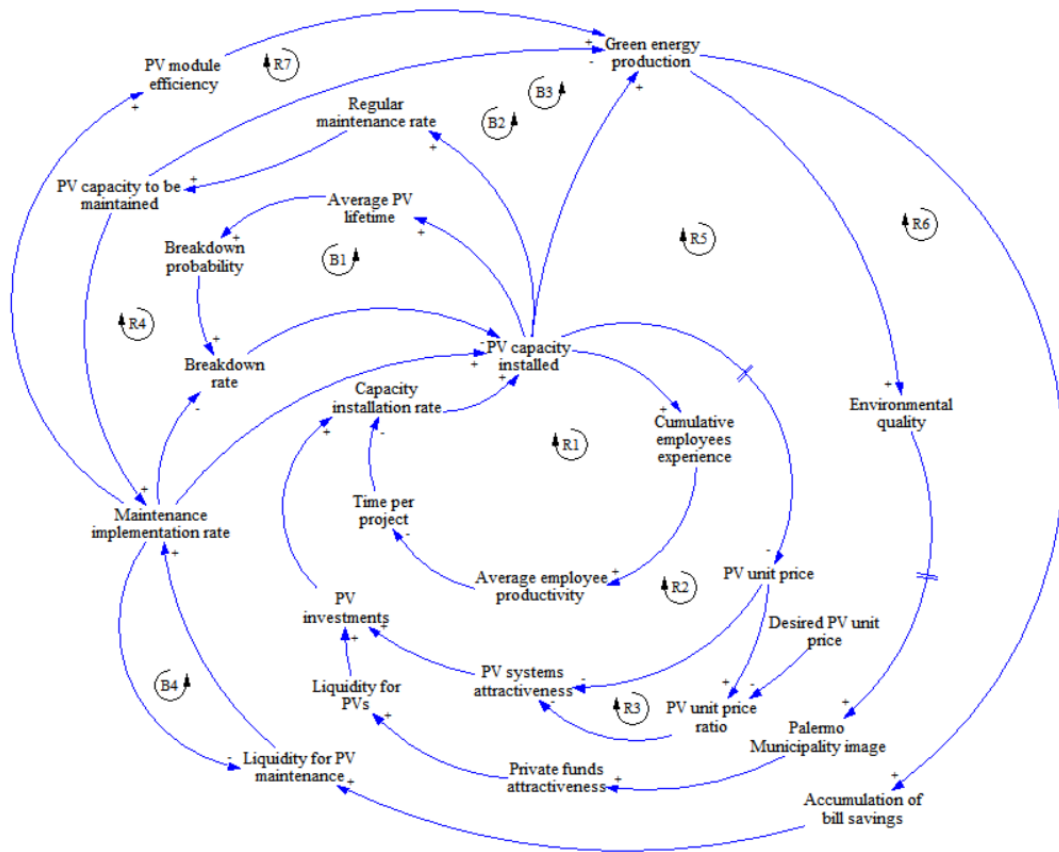 Green energy
production
PV module
efficiency
R7
B3
B2
Regular
maintenance rate
PV capacity to be
maintained
Average PV
lifetime
Breakdown
probability
B1
R5
R6
R4
Breakdown
rate
PV capacity
installed
Capacity
installation rate
Cumulative
employees
experience
R1
Environmental
quality
Maintenance
implementation rate
Time per
project
Average employee
productivity
R2
PV unit price
PV
investments
Desired PV unit
price
PV systems
attractiveness
B4
Liquidity for
PVs
R3
PV unit price
ratio
Palermo
Municipality image
Liquidity for PV
maintenance
Private funds
attractiveness
Accumulation of
bill savings